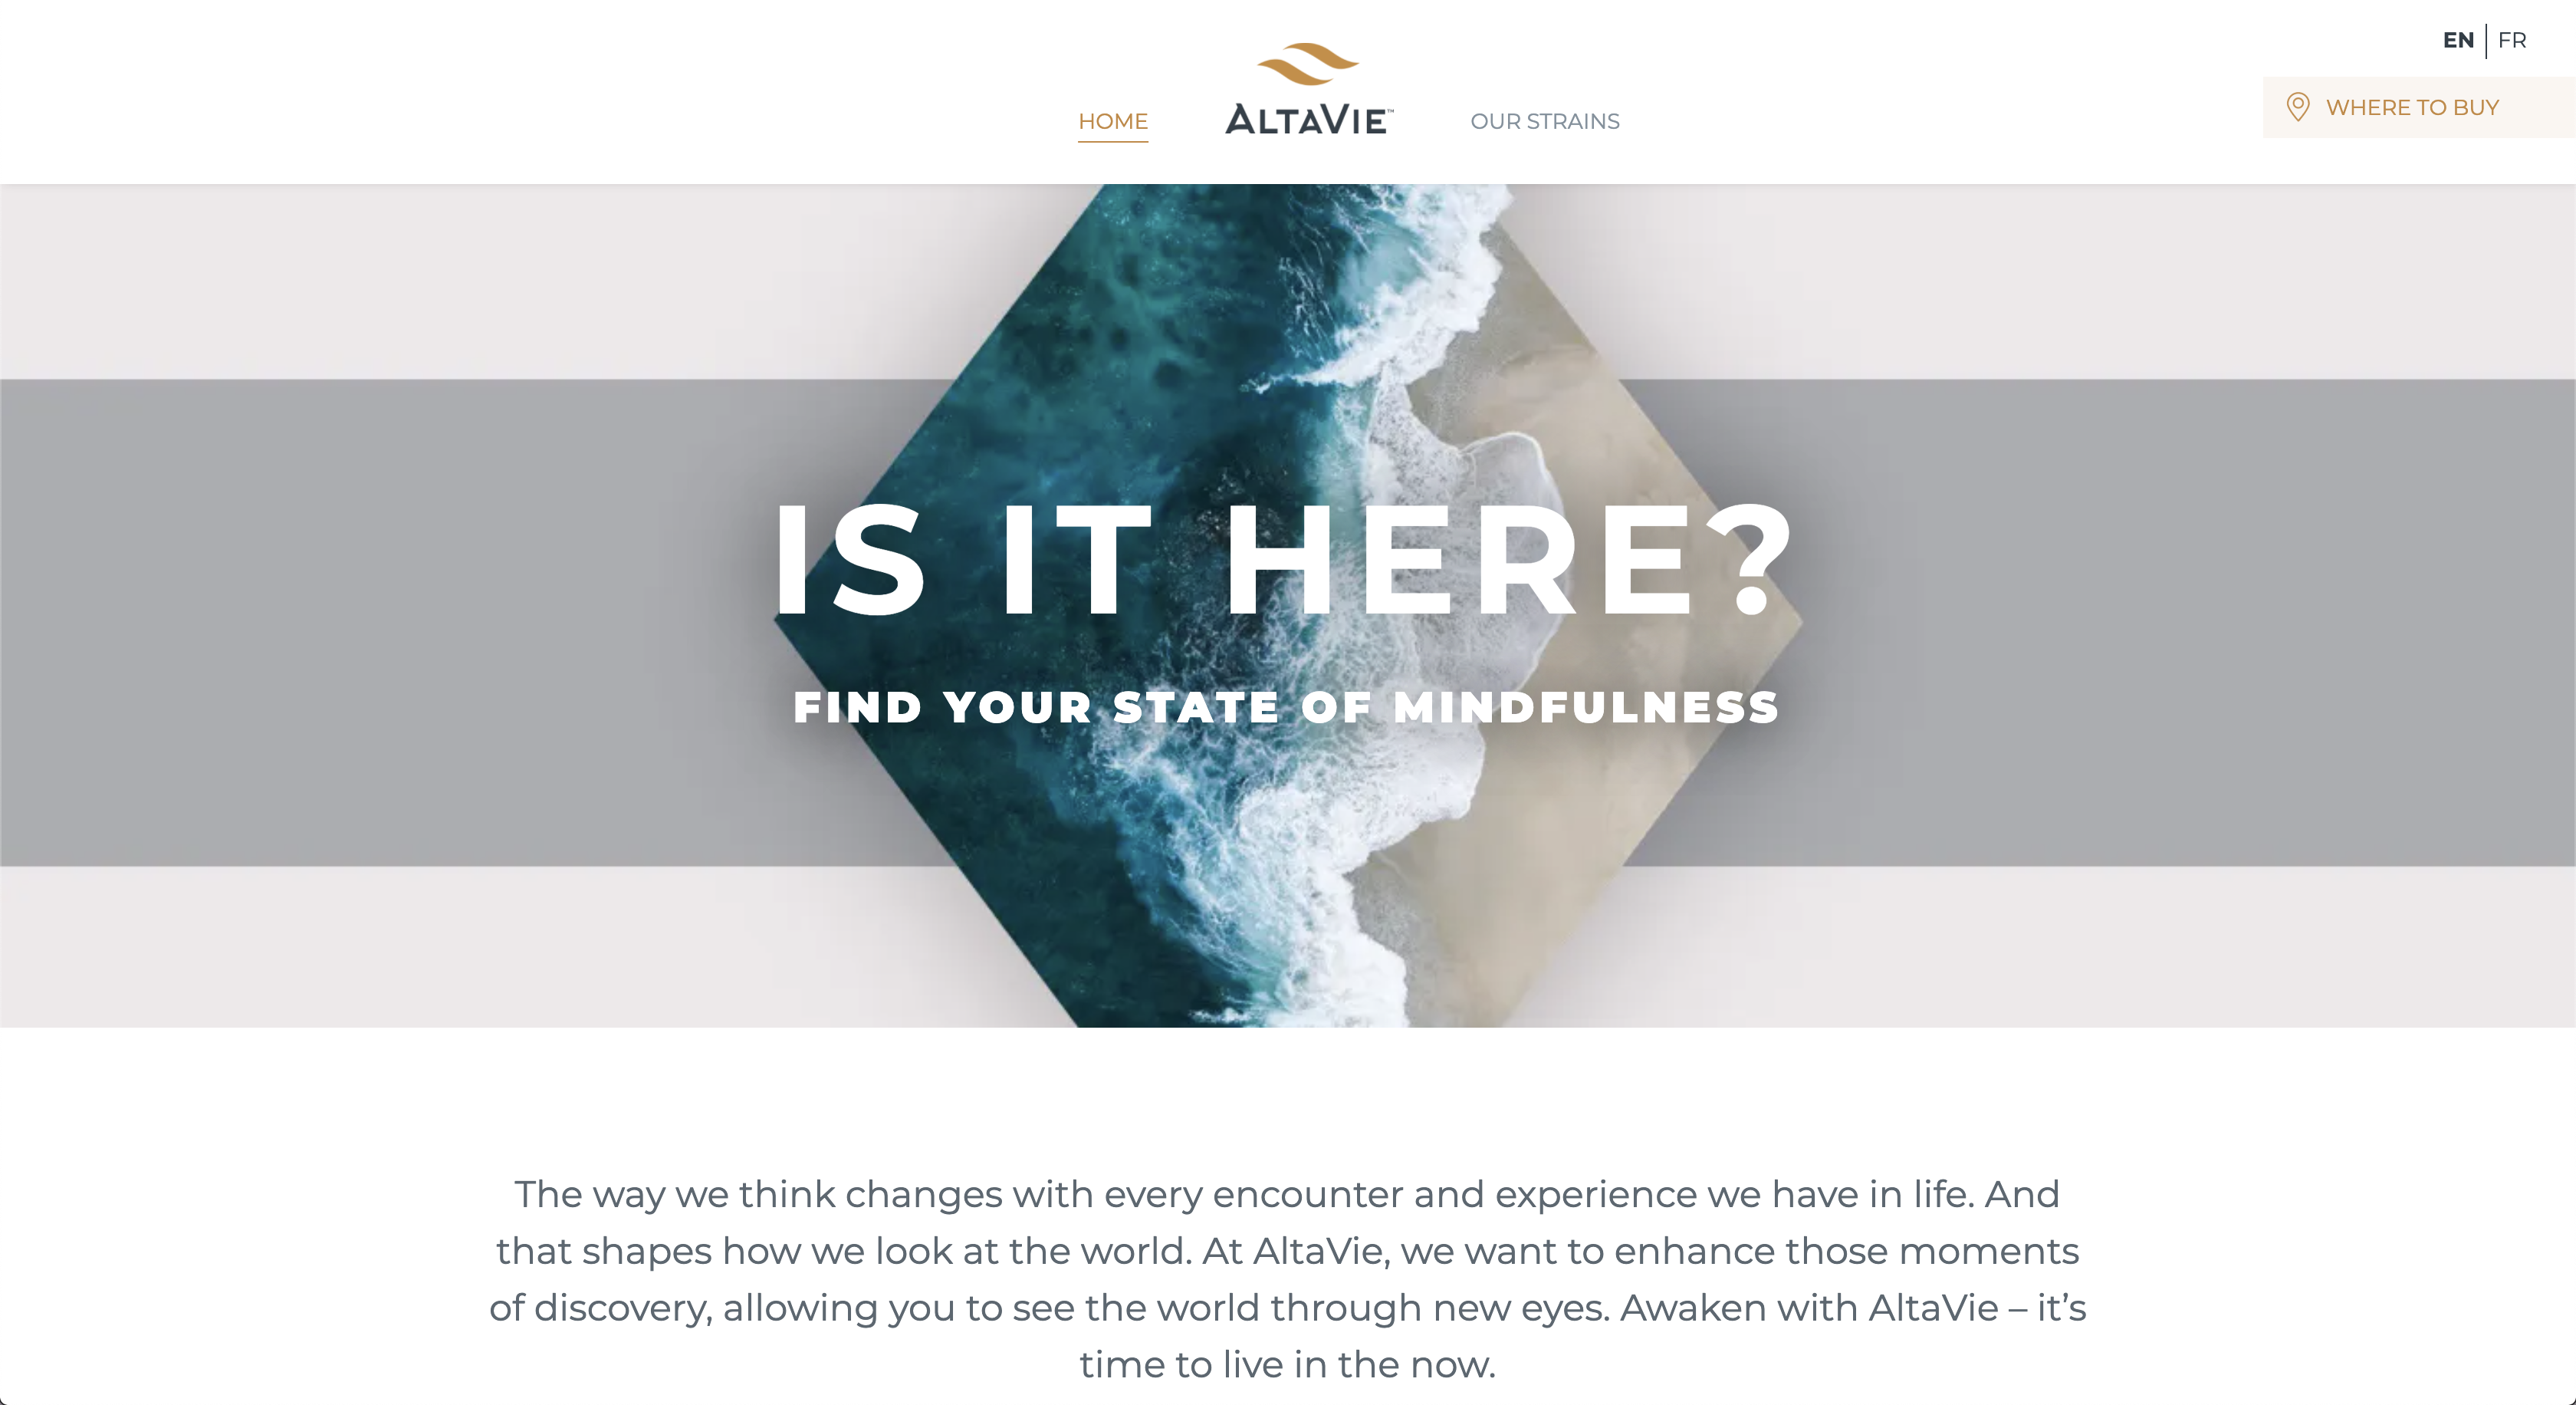 EN | FR
WHERE TO BUY
HOME
ALTAVIE™
OUR STRAINS
IS IT HERE?
FIND YOUR STATE OF MINDFULNESS
The way we think changes with every encounter and experience we have in life. And
that shapes how we look at the world. At AltaVie, we want to enhance those moments
of discovery, allowing you to see the world through new eyes. Awaken with AltaVie – it’s
time to live in the now.